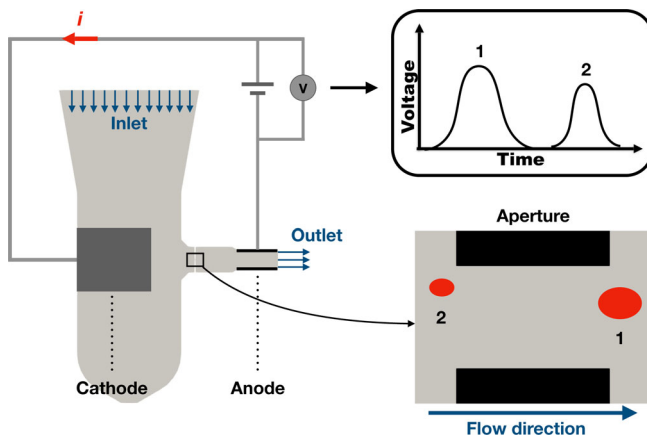 i
Inlet
V
Outlet
Cathode
Anode
Voltage
1
2
Time
Aperture
2
1
Flow direction